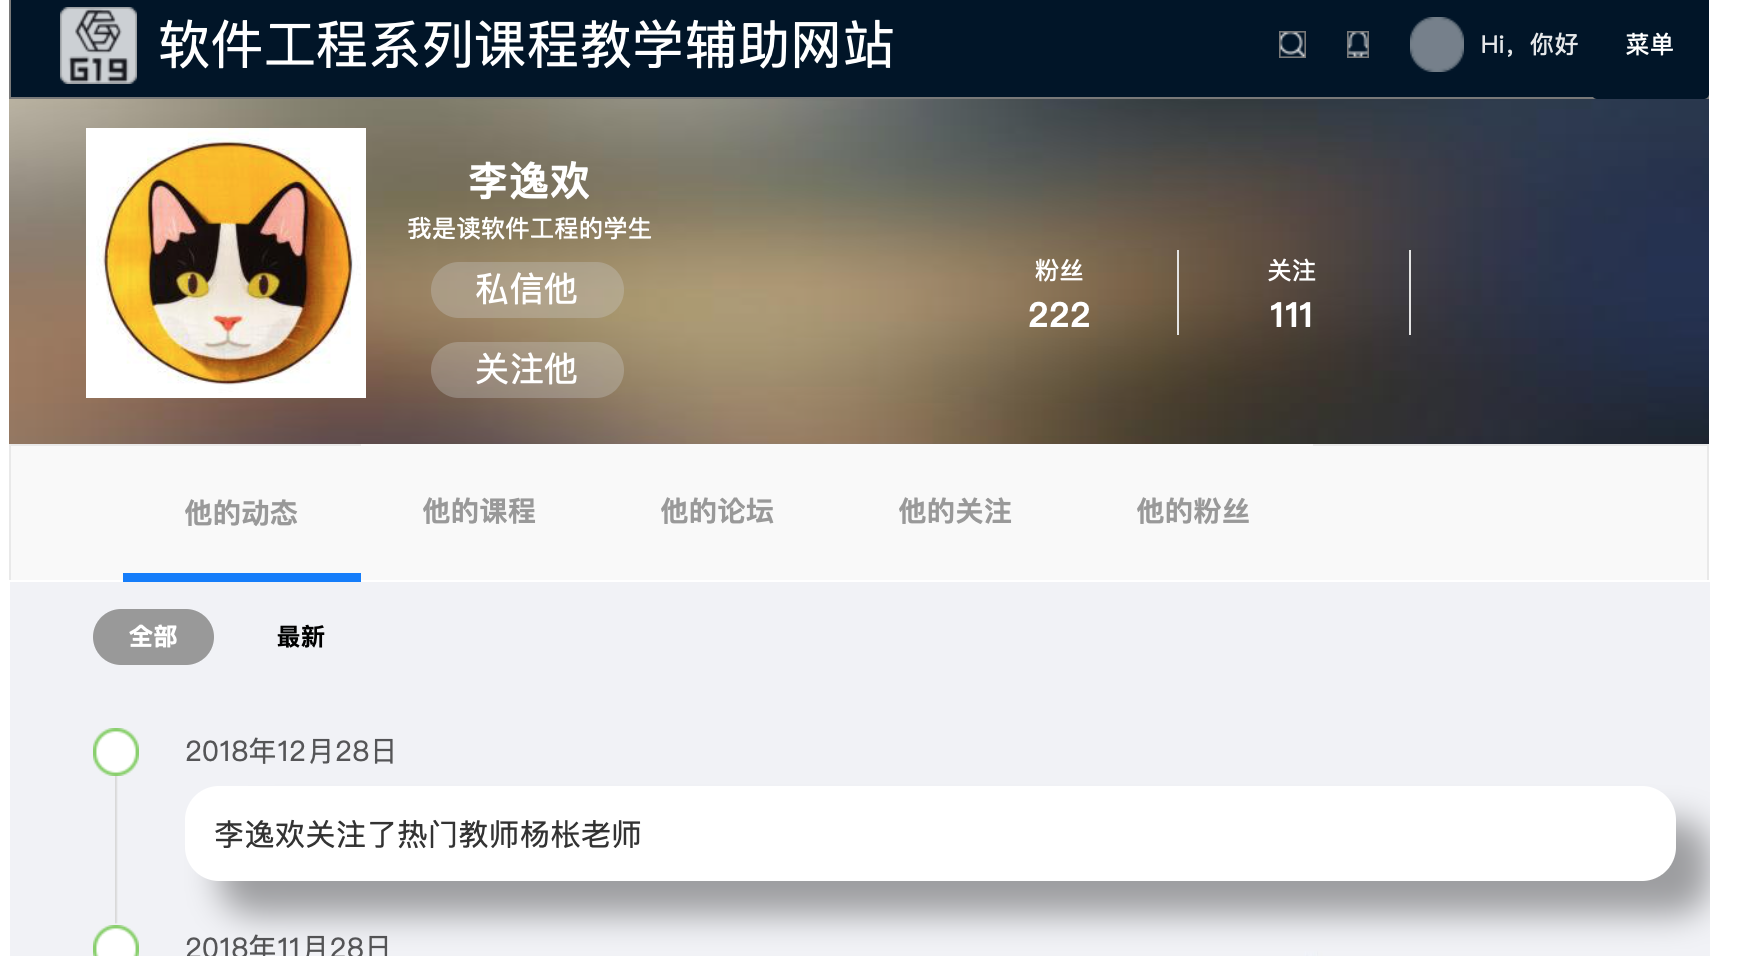 G19
软件工程系列课程教学辅助网站
Hi，你好
菜单
李逸欢
我是读软件工程的学生
私信他
关注他
粉丝
222
关注
111
他的动态
他的课程
他的论坛
他的关注
他的粉丝
全部
最新
2018年12月28日
李逸欢关注了热门教师杨枨老师
2018年11月28日